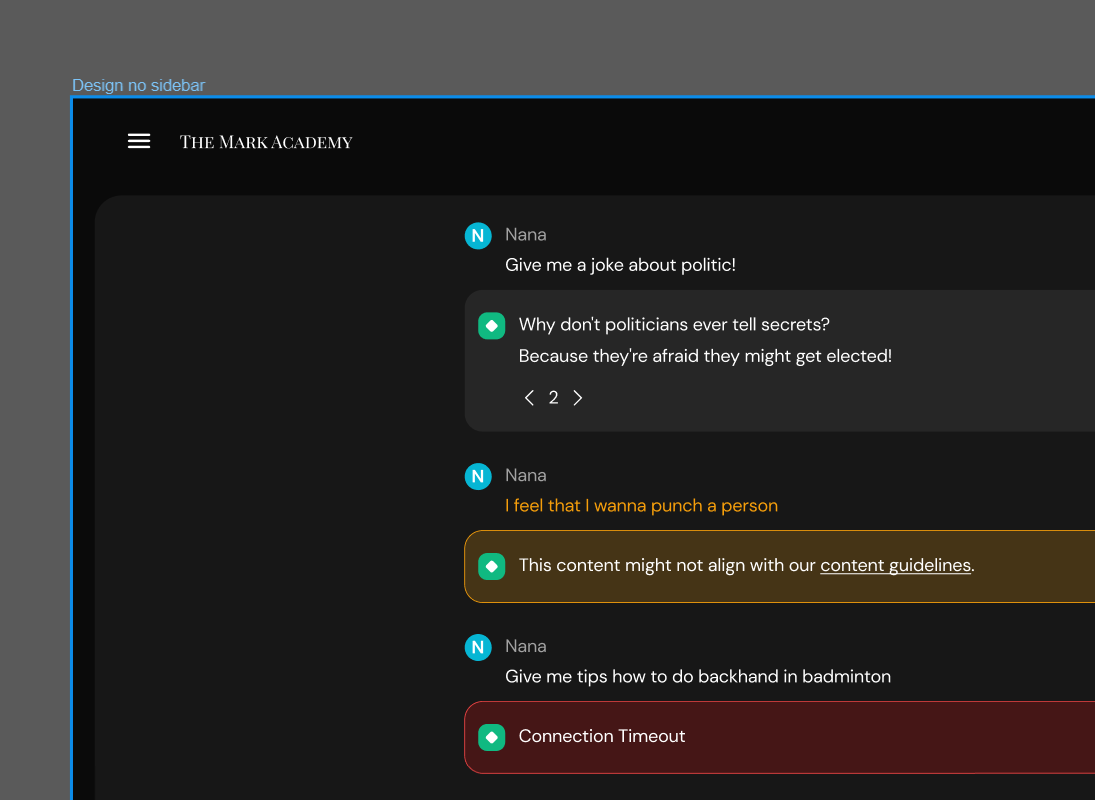 Design no sidebar
The Mark Academy
N Nana
Give me a joke about politic!
Why don't politicians ever tell secrets?
Because they're afraid they might get elected!
2
N Nana
I feel that I wanna punch a person
This content might not align with our content guidelines.
N Nana
Give me tips how to do backhand in badminton
Connection Timeout